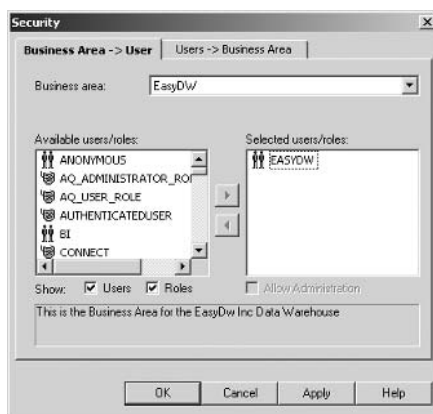 Security
Business Area -> User
Users -> Business Area
Business area:
EasyDW
Available users/roles:
Selected users/roles:
ANONYMOUS
EASYDW
AQ_ADMINISTRATOR_ROI
AQ_USER_ROLE
AUTHENTICATEDUSER
BI
CONNECT
Show: Users Roles
Allow Administration
This is the Business Area for the EasyDw Inc Data Warehouse
OK Cancel Apply Help